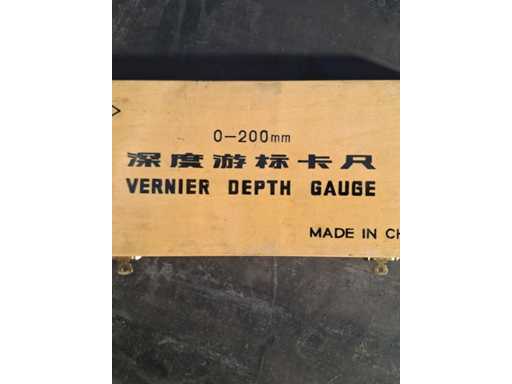 0-200mm
深度游标卡尺
VERNIER DEPTH GAUGE
MADE IN CH